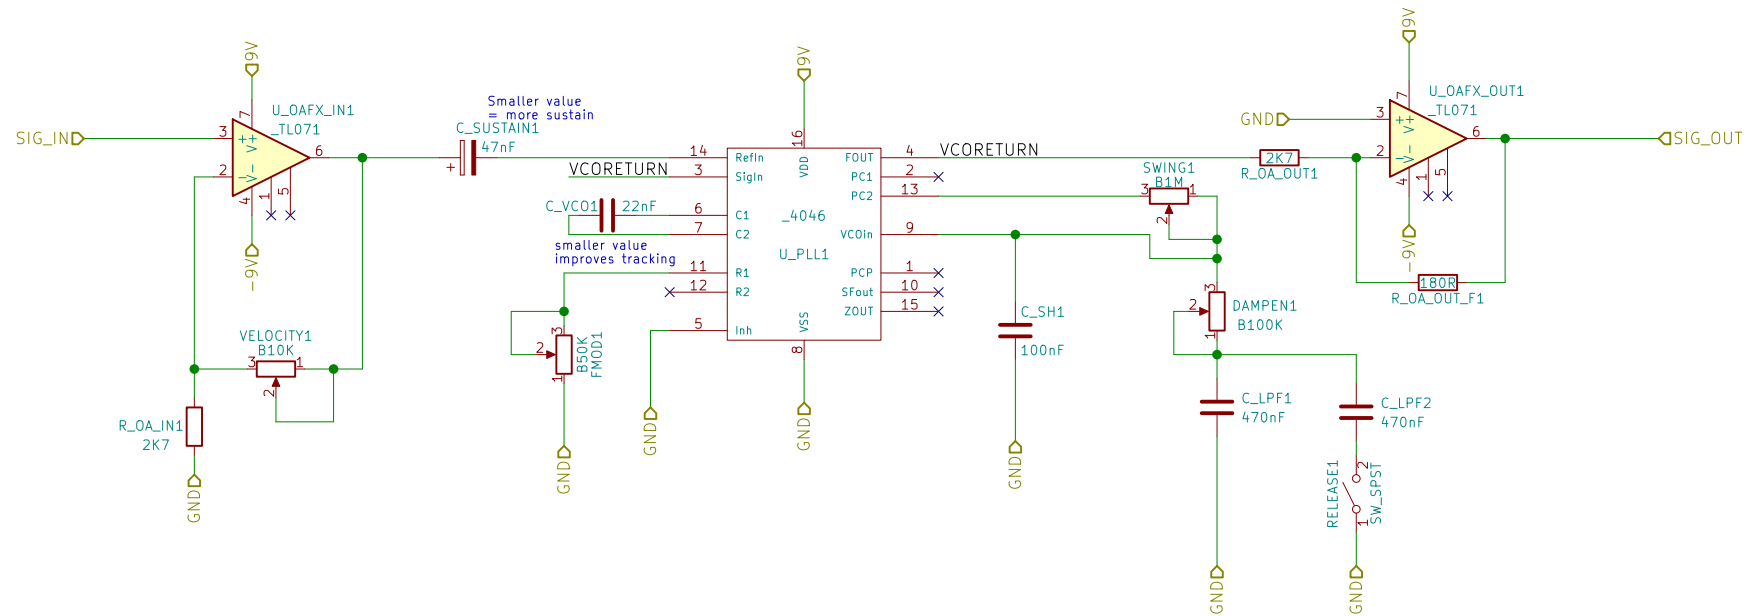 SIG_IN
9V
7
3
2
6
4
1
5
+
V+
-
V-
U_OAFX_IN1
_TL071
-9V
VELOCITY1
B10K
3
1
2
R_OA_IN1
2K7
GND
Smaller value
= more sustain
C_SUSTAIN1
47nF
+
VCORETURN
C_VCO1
22nF
smaller value
improves tracking
3
2
1
B50K
FMOD1
GND
GND
9V
16
VDD
14
RefIn
3
SigIn
6
C1
7
C2
11
R1
12
R2
5
Inh
_4046
U_PLL1
FOUT
4
PC1
2
PC2
13
VCOin
9
PCP
1
SFout
10
ZOUT
15
VSS
8
GND
VCORETURN
SWING1
B1M
3
1
2
C_SH1
100nF
GND
3
2
1
DAMPEN1
B100K
C_LPF1
470nF
GND
C_LPF2
470nF
RELEASE1
SW_SPST
2
1
GND
GND
2K7
R_OA_OUT1
9V
7
3
2
6
4
1
5
+
V+
-
V-
U_OAFX_OUT1
_TL071
-9V
180R
R_OA_OUT_F1
SIG_OUT